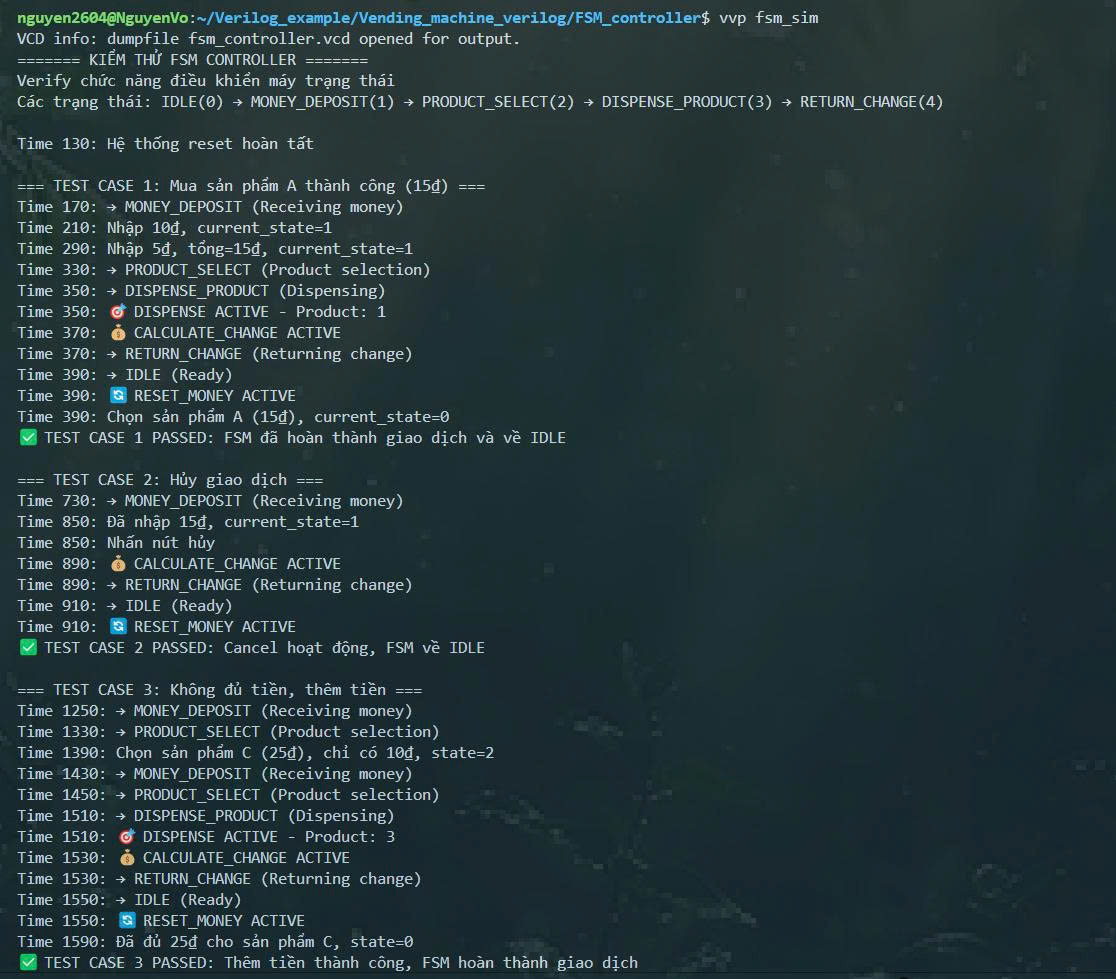 nguyen2604@NguyenVo:~/Verilog_example/Vending_machine_verilog/FSM_controller$ vvp fsm_sim
VCD info: dumpfile fsm_controller.vcd opened for output.
======= KIỂM THỬ FSM CONTROLLER =======
Verify chức năng điều khiển máy trạng thái
Các trạng thái: IDLE(0) → MONEY_DEPOSIT(1) → PRODUCT_SELECT(2) → DISPENSE_PRODUCT(3) → RETURN_CHANGE(4)
Time 130: Hệ thống reset hoàn tất
=== TEST CASE 1: Mua sản phẩm A thành công (15₫) ===
Time 170: → MONEY_DEPOSIT (Receiving money)
Time 210: Nhập 10₫, current_state=1
Time 290: Nhập 5₫, tổng=15₫, current_state=1
Time 330: → PRODUCT_SELECT (Product selection)
Time 350: → DISPENSE_PRODUCT (Dispensing)
Time 350: 🎯 DISPENSE ACTIVE - Product: 1
Time 370: 💰 CALCULATE_CHANGE ACTIVE
Time 370: → RETURN_CHANGE (Returning change)
Time 390: → IDLE (Ready)
Time 390: 🔄 RESET_MONEY ACTIVE
Time 390: Chọn sản phẩm A (15₫), current_state=0
✅ TEST CASE 1 PASSED: FSM đã hoàn thành giao dịch và về IDLE
=== TEST CASE 2: Hủy giao dịch ===
Time 730: → MONEY_DEPOSIT (Receiving money)
Time 850: Đã nhập 15₫, current_state=1
Time 850: Nhấn nút hủy
Time 890: 💰 CALCULATE_CHANGE ACTIVE
Time 890: → RETURN_CHANGE (Returning change)
Time 910: → IDLE (Ready)
Time 910: 🔄 RESET_MONEY ACTIVE
✅ TEST CASE 2 PASSED: Cancel hoạt động, FSM về IDLE
=== TEST CASE 3: Không đủ tiền, thêm tiền ===
Time 1250: → MONEY_DEPOSIT (Receiving money)
Time 1330: → PRODUCT_SELECT (Product selection)
Time 1390: Chọn sản phẩm C (25₫), chỉ có 10₫, state=2
Time 1430: → MONEY_DEPOSIT (Receiving money)
Time 1450: → PRODUCT_SELECT (Product selection)
Time 1510: → DISPENSE_PRODUCT (Dispensing)
Time 1510: 🎯 DISPENSE ACTIVE - Product: 3
Time 1530: 💰 CALCULATE_CHANGE ACTIVE
Time 1530: → RETURN_CHANGE (Returning change)
Time 1550: → IDLE (Ready)
Time 1550: 🔄 RESET_MONEY ACTIVE
Time 1590: Đã đủ 25₫ cho sản phẩm C, state=0
✅ TEST CASE 3 PASSED: Thêm tiền thành công, FSM hoàn thành giao dịch